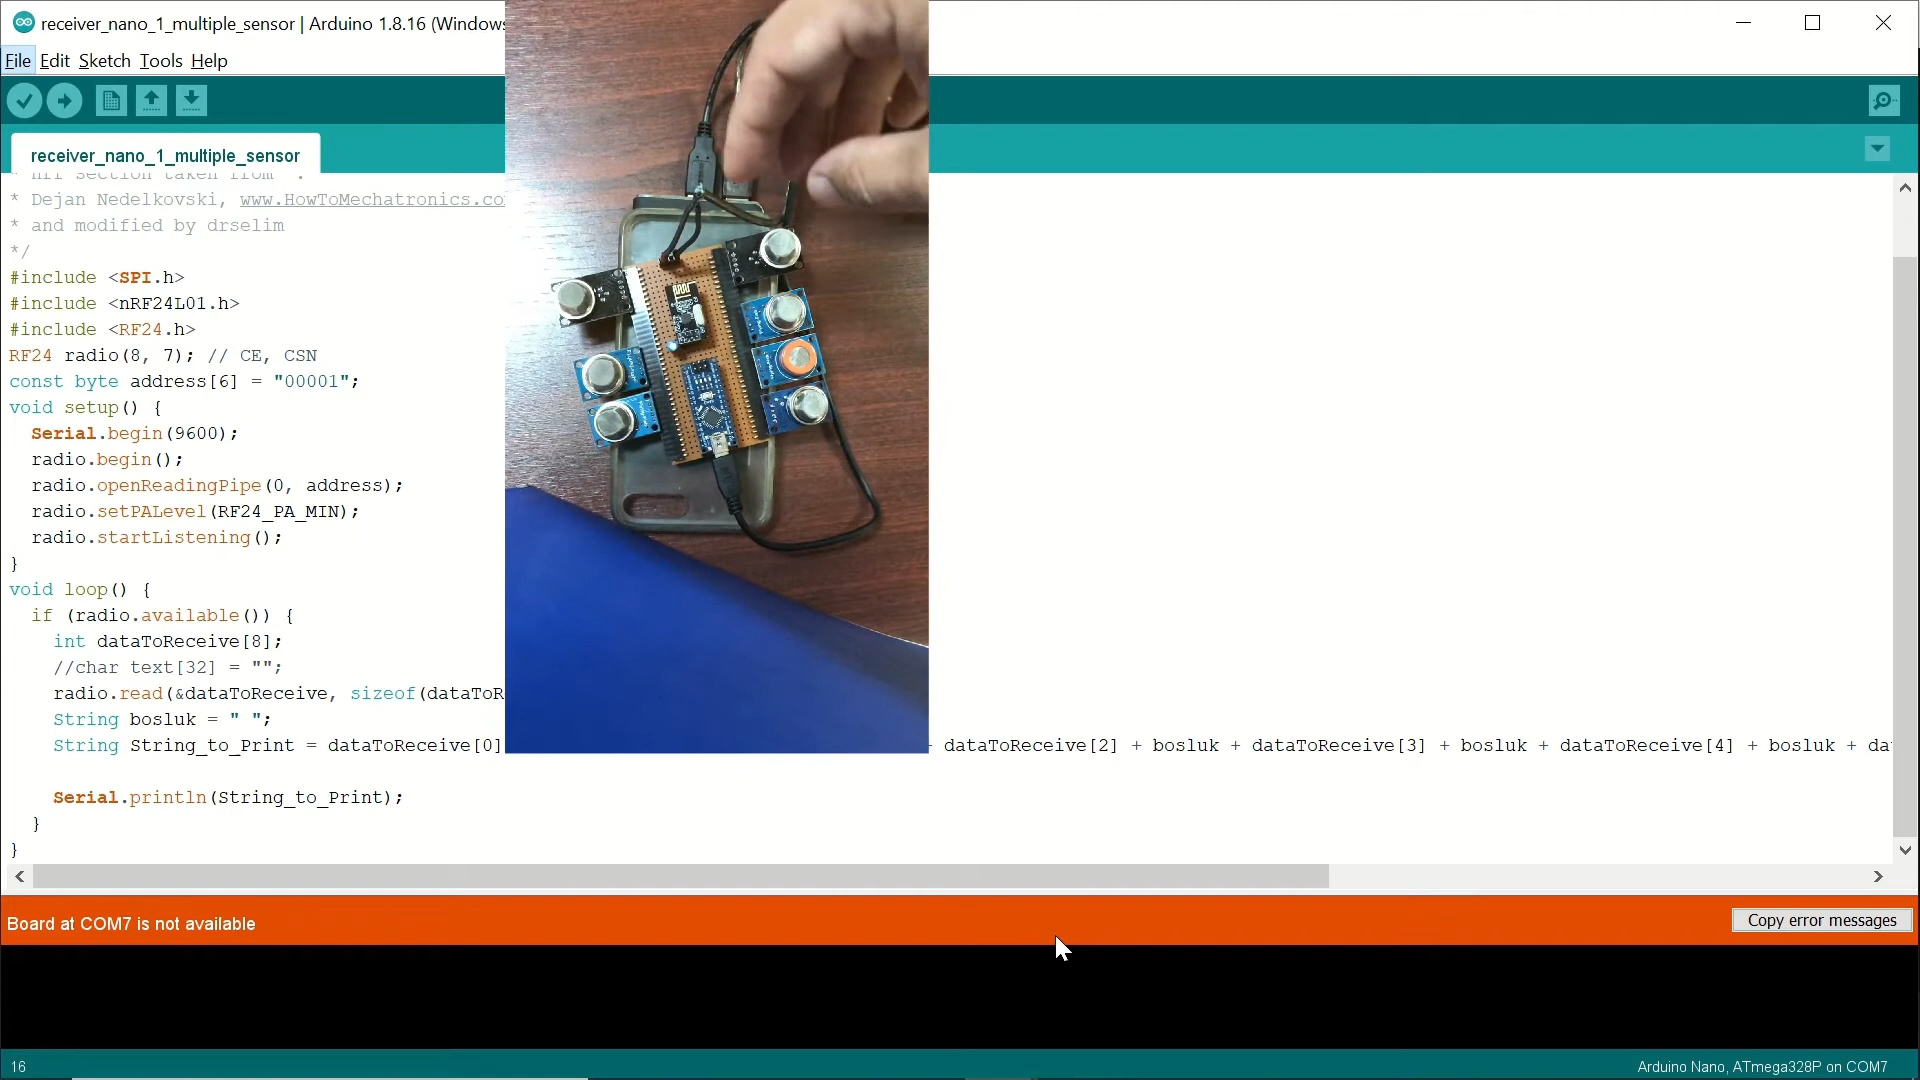 receiver_nano_1_multiple_sensor | Arduino 1.8.16 (Windows
File Edit Sketch Tools Help
receiver_nano_1_multiple_sensor
* Dejan Nedelkovski, www.HowToMechatronics.co
* and modified by drselim
*/
#include <SPI.h>
#include <nRF24L01.h>
#include <RF24.h>
RF24 radio(8, 7); // CE, CSN
const byte address[6] = "00001";
void setup() {
Serial.begin(9600);
radio.begin();
radio.openReadingPipe(0, address);
radio.setPALevel(RF24_PA_MIN);
radio.startListening();
}
void loop() {
if (radio.available()) {
int dataToReceive[8];
//char text[32] = "";
radio.read(&dataToReceive, sizeof(dataToR
String bosluk = " ";
String String_to_Print = dataToReceive[0] + dataToReceive[2] + bosluk + dataToReceive[3] + bosluk + dataToReceive[4] + bosluk + da
Serial.println(String_to_Print);
}
}
Board at COM7 is not available
Copy error messages
16
Arduino Nano, ATmega328P on COM7